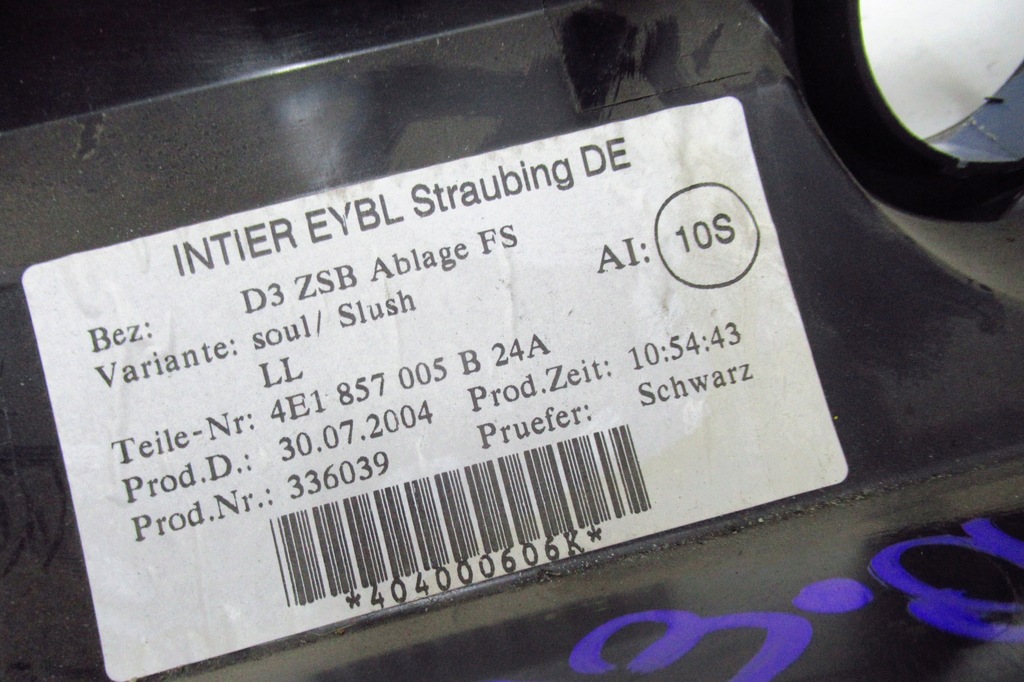 INTIER EYBL Straubing DE
Bez: D3 ZSB Ablage FS AI: 10S
Variante: soul/ Slush
LL
Teile-Nr: 4E1 857 005 B 24A
Prod.D.: 30.07.2004 Prod.Zeit: 10:54:43
Prod.Nr.: 336039 Pruefer: Schwarz
*404000606K*